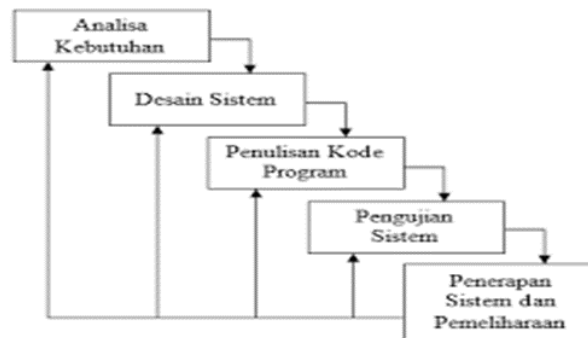 Analisa
Kebutuhan
Desain Sistem
Penulisan Kode
Program
Pengujian
Sistem
Penerapan
Sistem dan
Pemeliharaan